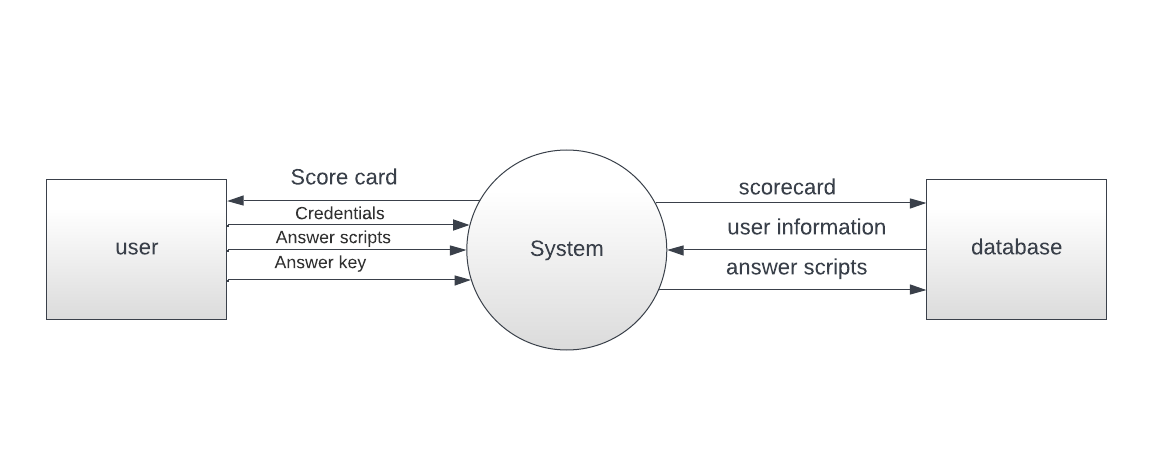 Score card
Credentials
Answer scripts
Answer key
user
System
scorecard
user information
answer scripts
database